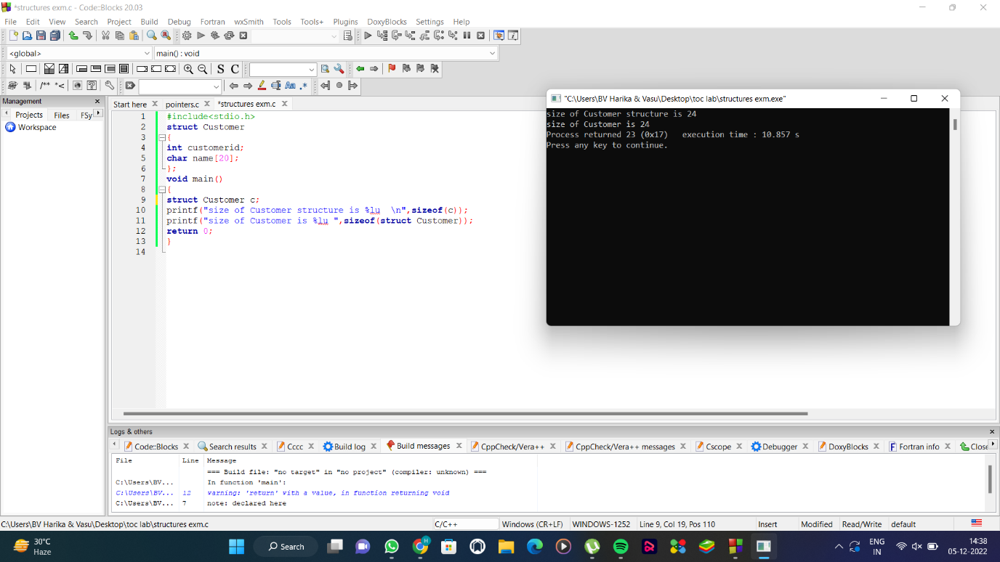 *structures exm.c - Code::Blocks 20.03
File Edit View Search Project Build Debug Fortran wxSmith Tools Tools+ Plugins DoxyBlocks Settings Help
<global> main() : void
S C
/** *< Aa .*
Management
Projects Files FSy
Workspace
Start here pointers.c *structures exm.c
1 #include<stdio.h>
2 struct Customer
3 {
4 int customerid;
5 char name[20];
6 };
7 void main()
8 {
9 struct Customer c;
10 printf("size of Customer structure is %lu  \n",sizeof(c));
11 printf("size of Customer is %lu ",sizeof(struct Customer));
12 return 0;
13 }
14
"C:\Users\BV Harika & Vasu\Desktop\toc lab\structures exm.exe"
size of Customer structure is 24
size of Customer is 24
Process returned 23 (0x17)   execution time : 10.857 s
Press any key to continue.
Logs & others
Code::Blocks Search results Cccc Build log Build messages CppCheck/Vera++ CppCheck/Vera++ messages Cscope Debugger DoxyBlocks Fortran info Close
File Line Message
=== Build file: "no target" in "no project" (compiler: unknown) ===
C:\Users\BV... In function 'main':
C:\Users\BV... 12 warning: 'return' with a value, in function returning void
C:\Users\BV... 7 note: declared here
C:\Users\BV Harika & Vasu\Desktop\toc lab\structures exm.c C/C++ Windows (CR+LF) WINDOWS-1252 Line 9, Col 19, Pos 110 Insert Modified Read/Write default
30°C
Haze
Search
H
ENG
IN
14:38
05-12-2022